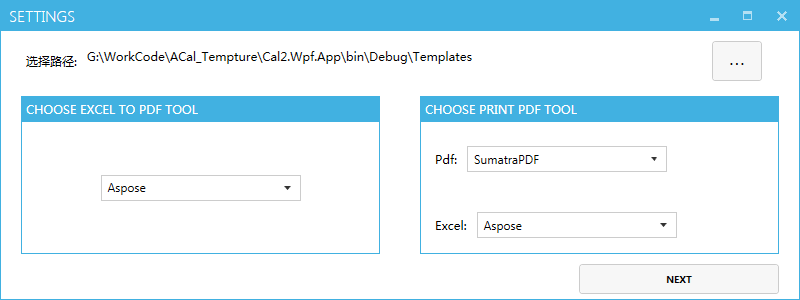 SETTINGS
选择路径: G:\WorkCode\ACal_Tempture\Cal2.Wpf.App\bin\Debug\Templates
...
CHOOSE EXCEL TO PDF TOOL
Aspose
CHOOSE PRINT PDF TOOL
Pdf: SumatraPDF
Excel: Aspose
NEXT